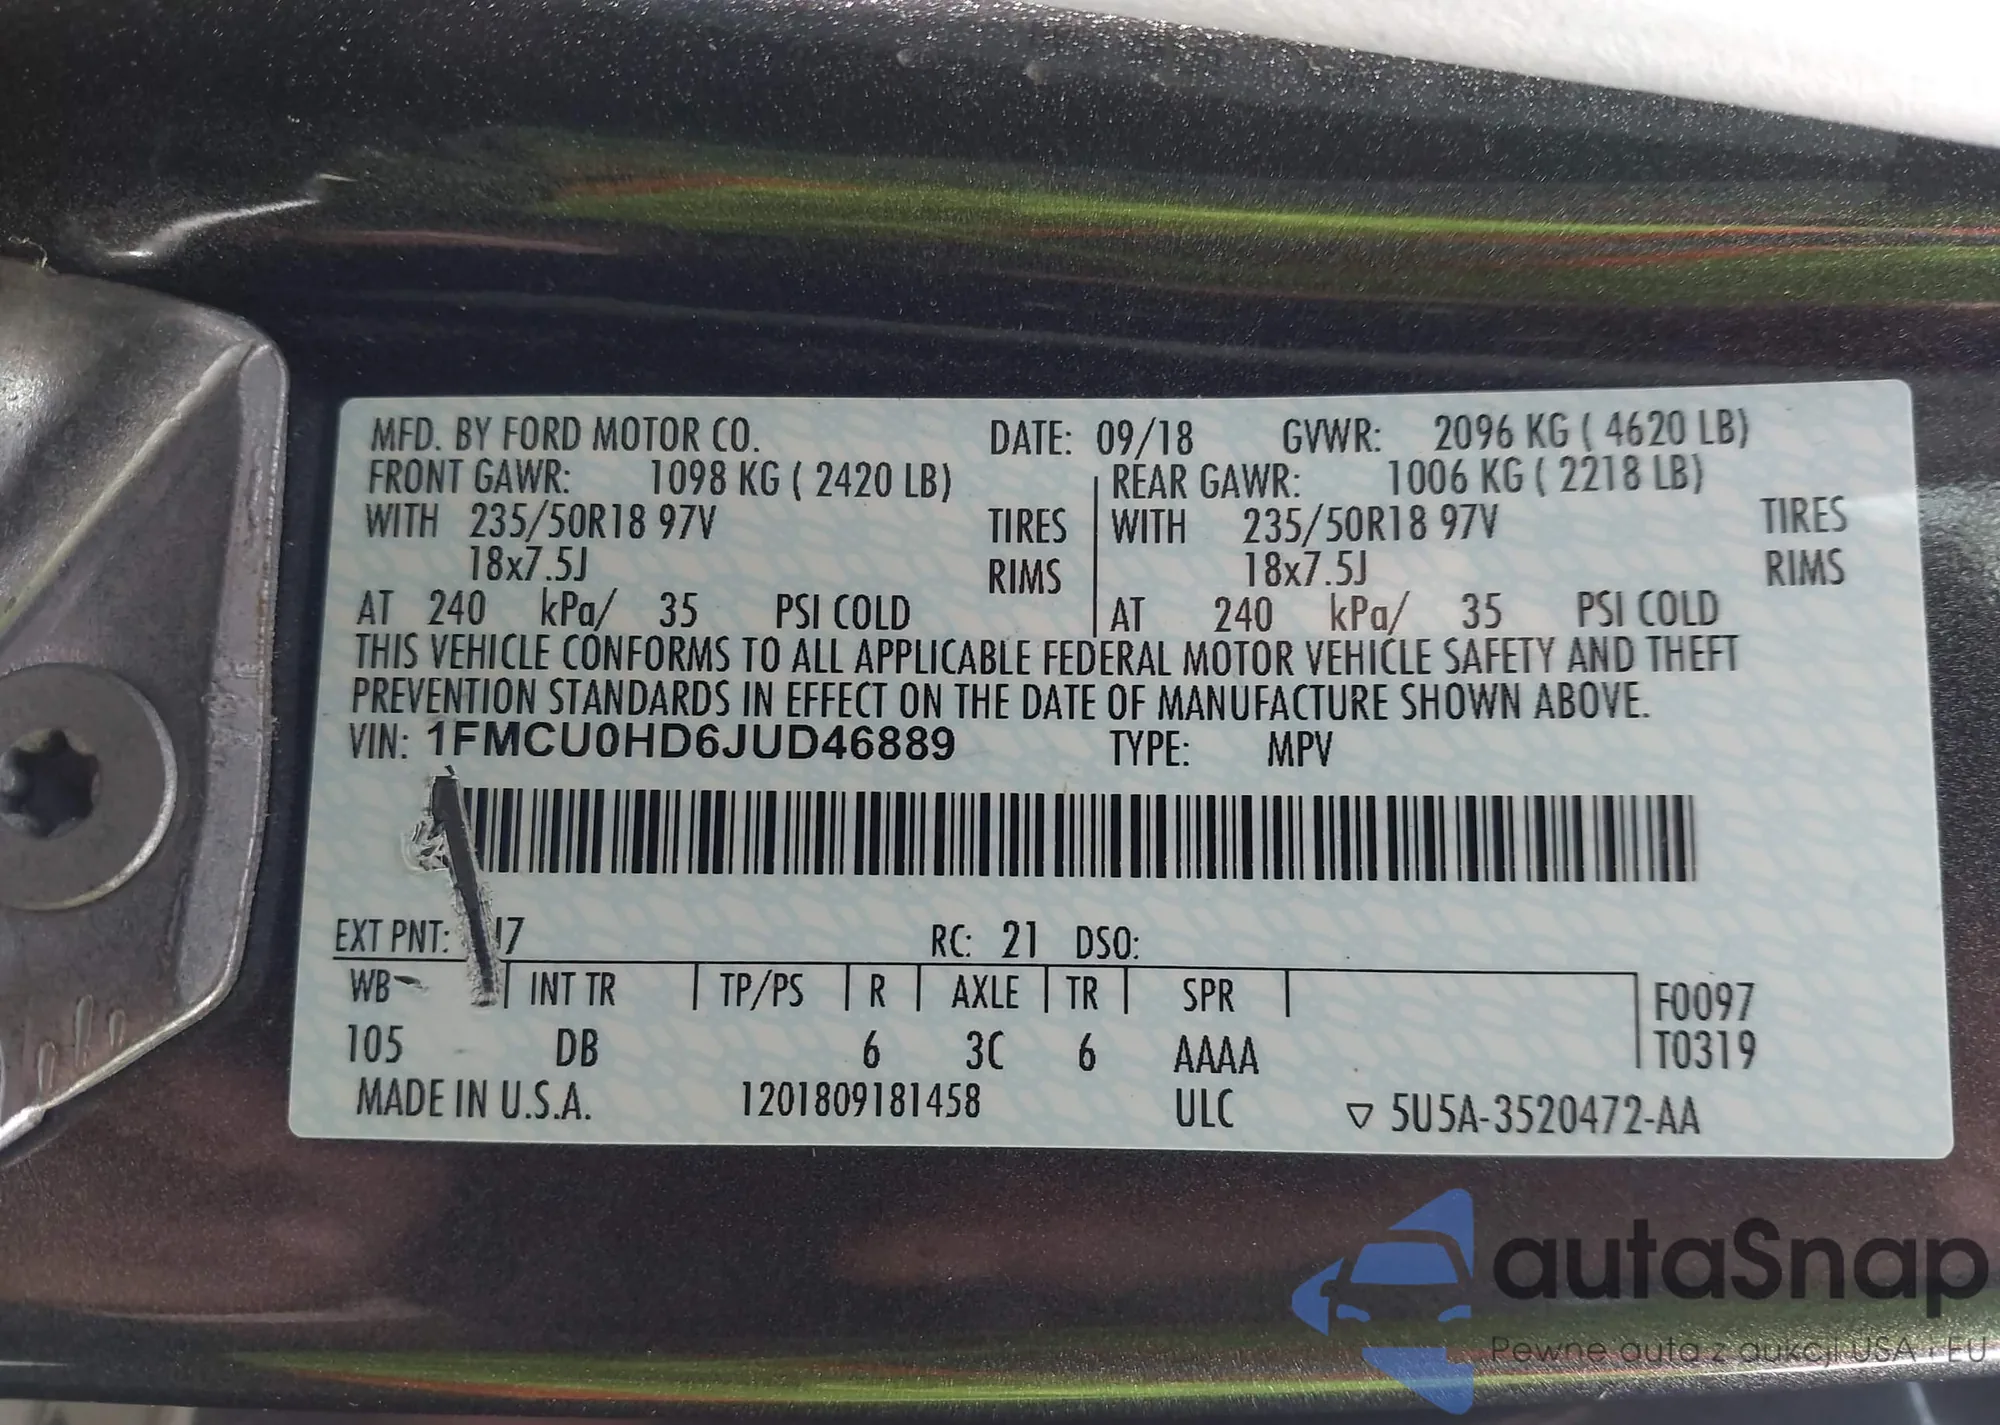 MFD. BY FORD MOTOR CO. DATE: 09/18 GVWR: 2096 KG ( 4620 LB)
FRONT GAWR: 1098 KG ( 2420 LB) REAR GAWR: 1006 KG ( 2218 LB)
WITH 235/50R18 97V TIRES WITH 235/50R18 97V TIRES
18x7.5J RIMS 18x7.5J RIMS
AT 240 kPa/ 35 PSI COLD AT 240 kPa/ 35 PSI COLD
THIS VEHICLE CONFORMS TO ALL APPLICABLE FEDERAL MOTOR VEHICLE SAFETY AND THEFT
PREVENTION STANDARDS IN EFFECT ON THE DATE OF MANUFACTURE SHOWN ABOVE.
VIN: 1FMCU0HD6JUD46889 TYPE: MPV
EXT PNT: RC: 21 DSO:
WB INT TR TP/PS R AXLE TR SPR F0097
105 DB 6 3C 6 AAAA T0319
MADE IN U.S.A. 1201809181458 ULC ▽ 5U5A-3520472-AA
autaSnap
Pewne auta z aukcji USA i EU